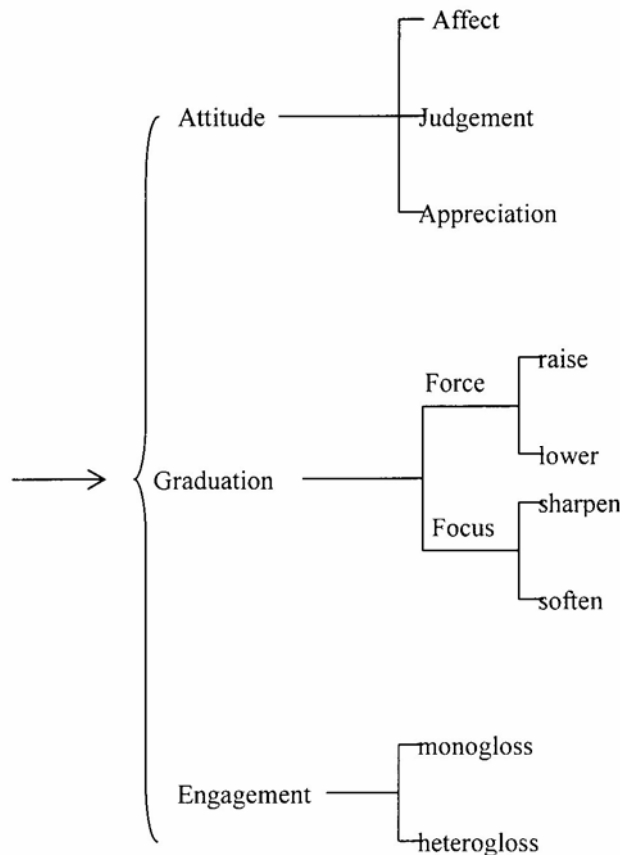 Affect
Attitude
Judgement
Appreciation
raise
Force
lower
Graduation
sharpen
Focus
soften
monogloss
Engagement
heterogloss